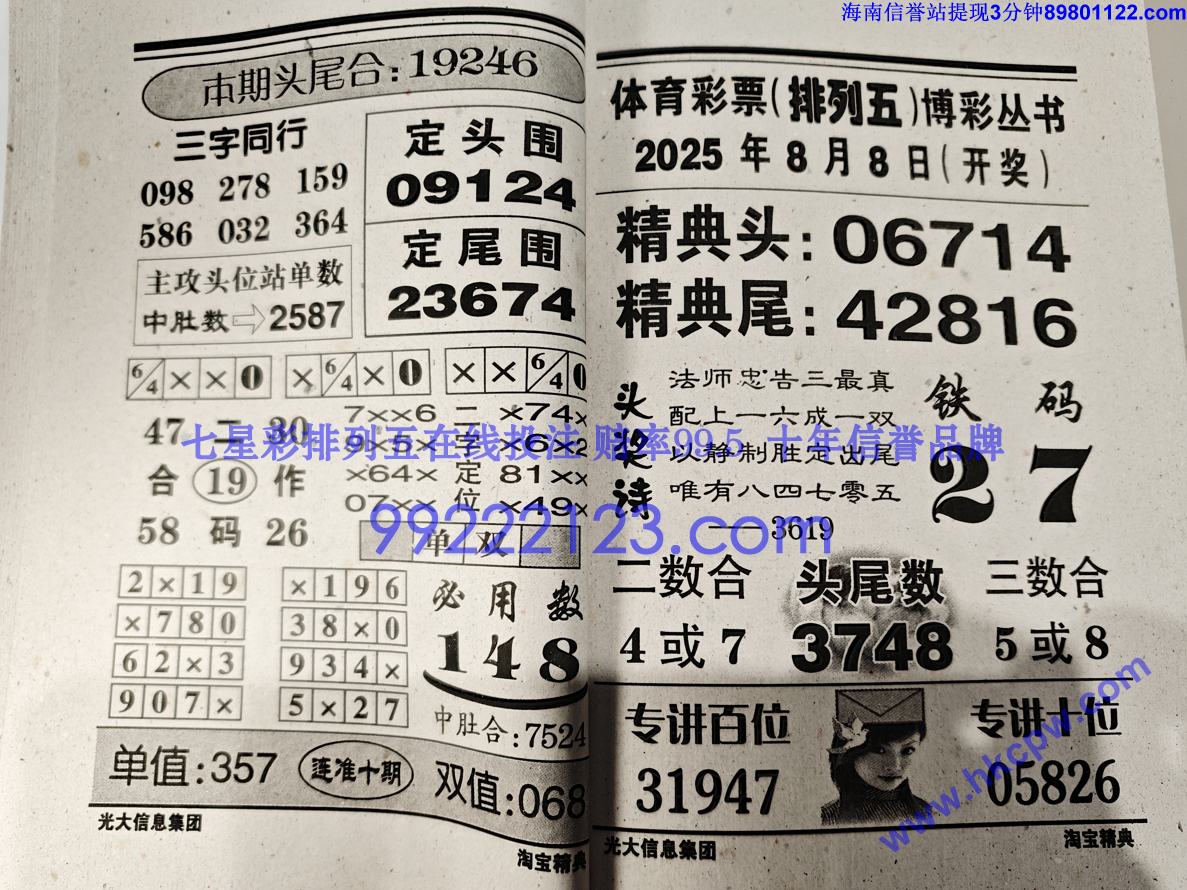 海南信誉站提现3分钟89801122.com
本期头尾合:19246
三字同行
098 278 159
586 032 364
主攻头位站单数
中肚数⇨2587
定头围
09124
定尾围
23674
6/4 × × 0
× 6/4 × 0
× × 6/4 0
47 二 30
合 19 作
58 码 26
7××6 二 ×74×
9×5× 字 ×6×2
×64× 定 81××
07×× 位 ×49×
单 双
2×19 ×196
×780 38×0
62×3 934×
907× 5×27
必用数
148
中肚合:7524
单值:357
连准十期
双值:068
光大信息集团
淘宝精典
体育彩票(排列五)博彩丛书
2025年8月8日(开奖)
精典头:06714
精典尾:42816
头奖诗
法师忠告三最真
配上一六成一双
以静制胜定出尾
唯有八四七零五
——3619
铁码
27
二数合
4或7
头尾数
3748
三数合
5或8
专讲百位
31947
专讲十位
05826
光大信息集团
淘宝精典
七星彩排列五在线投注 赔率99.5 十年信誉品牌
99222123.com
www.hhcpw.com